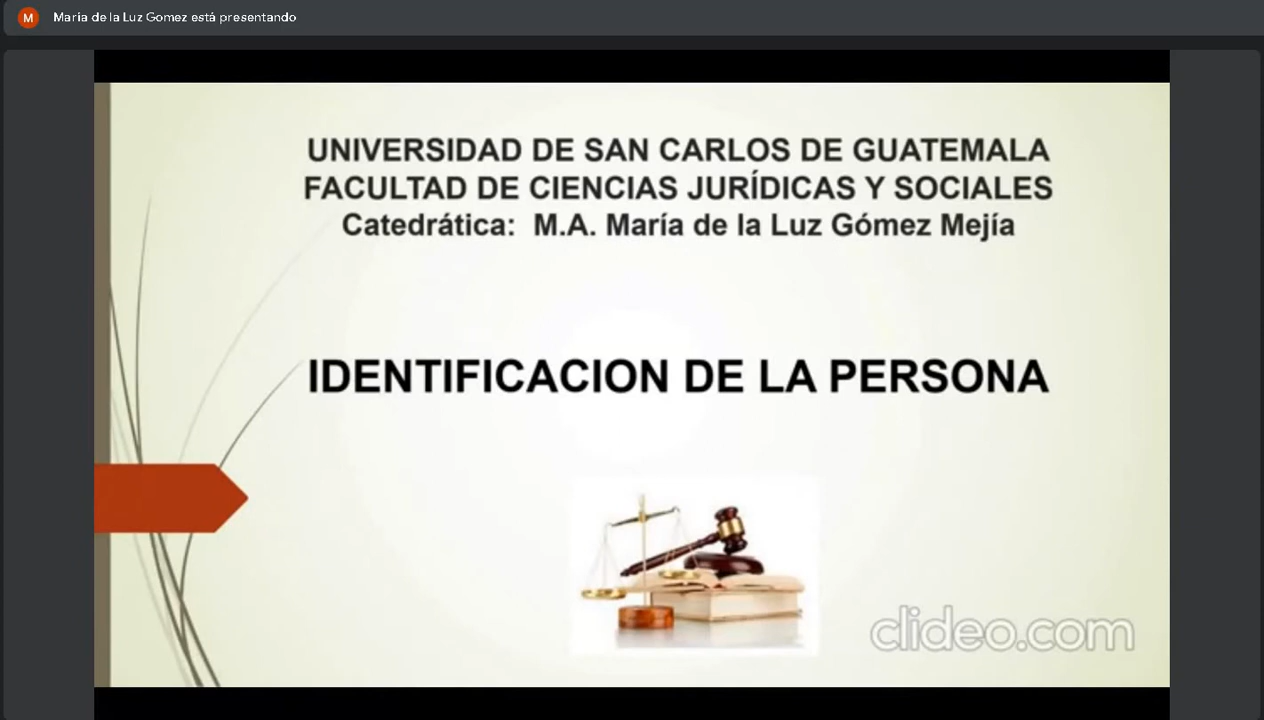 M
Maria de la Luz Gomez está presentando
UNIVERSIDAD DE SAN CARLOS DE GUATEMALA
FACULTAD DE CIENCIAS JURÍDICAS Y SOCIALES
Catedrática: M.A. María de la Luz Gómez Mejía
IDENTIFICACION DE LA PERSONA
clideo.com